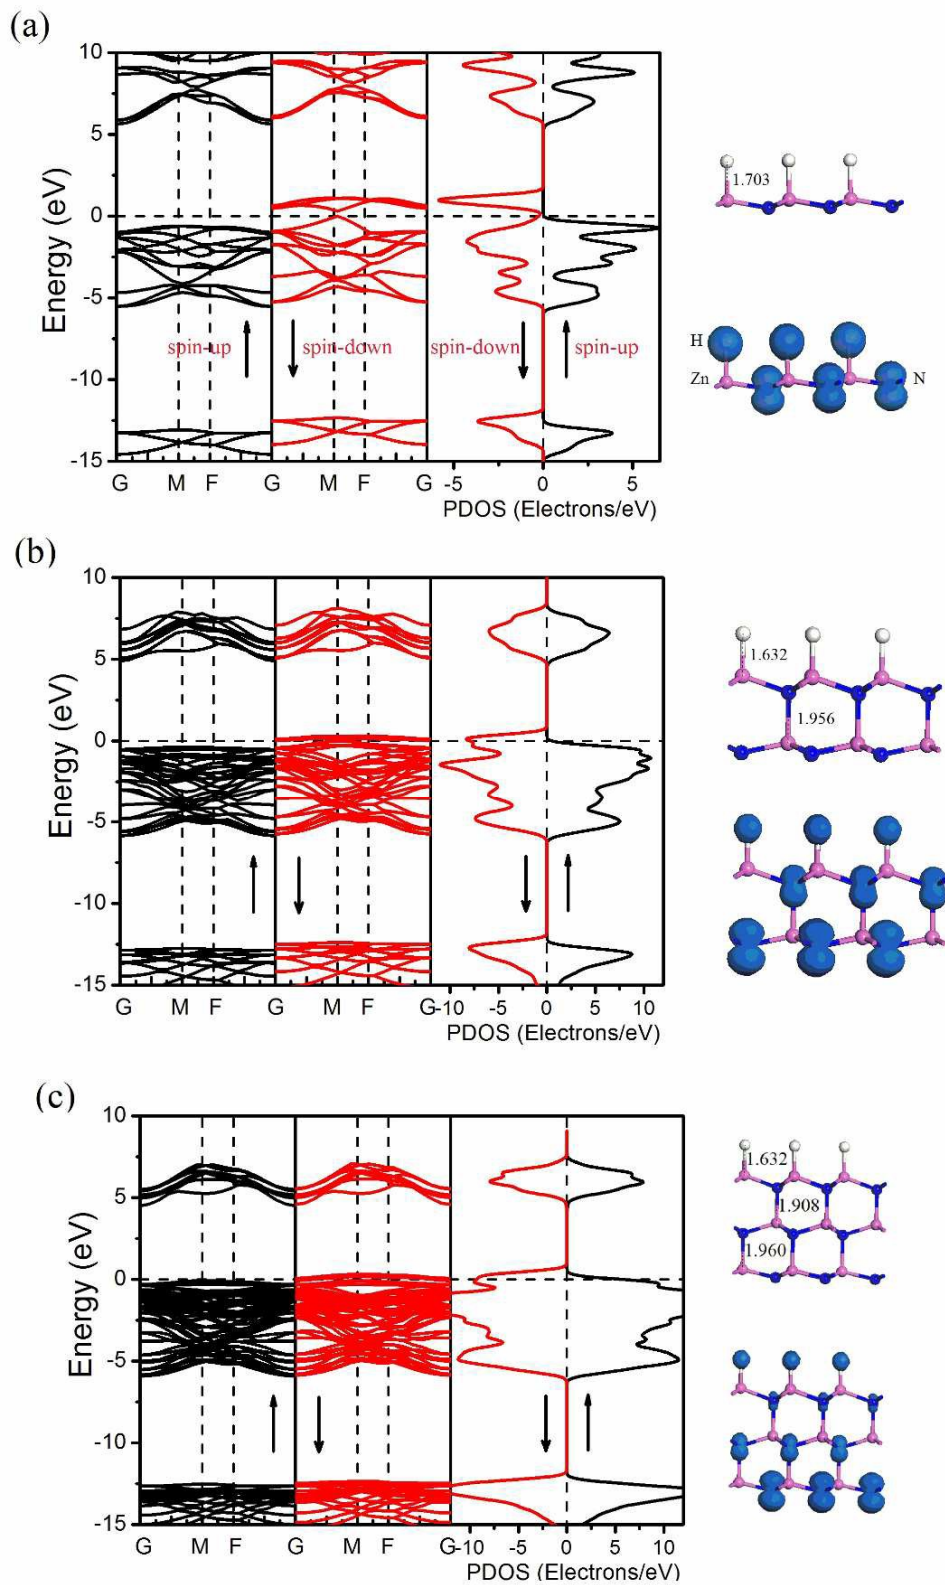 (a)
10
5
0
-5
-10
-15
Energy (eV)
spin-up
spin-down
spin-down
spin-up
G
M
F
G
M
F
G
-5
0
5
PDOS (Electrons/eV)
1.703
H
Zn
N
(b)
10
5
0
-5
-10
-15
Energy (eV)
G
M
F
G
M
F
G
-10
-5
0
5
10
PDOS (Electrons/eV)
1.632
1.956
(c)
10
5
0
-5
-10
-15
Energy (eV)
G
M
F
G
M
F
G
-10
-5
0
5
10
PDOS (Electrons/eV)
1.632
1.908
1.960